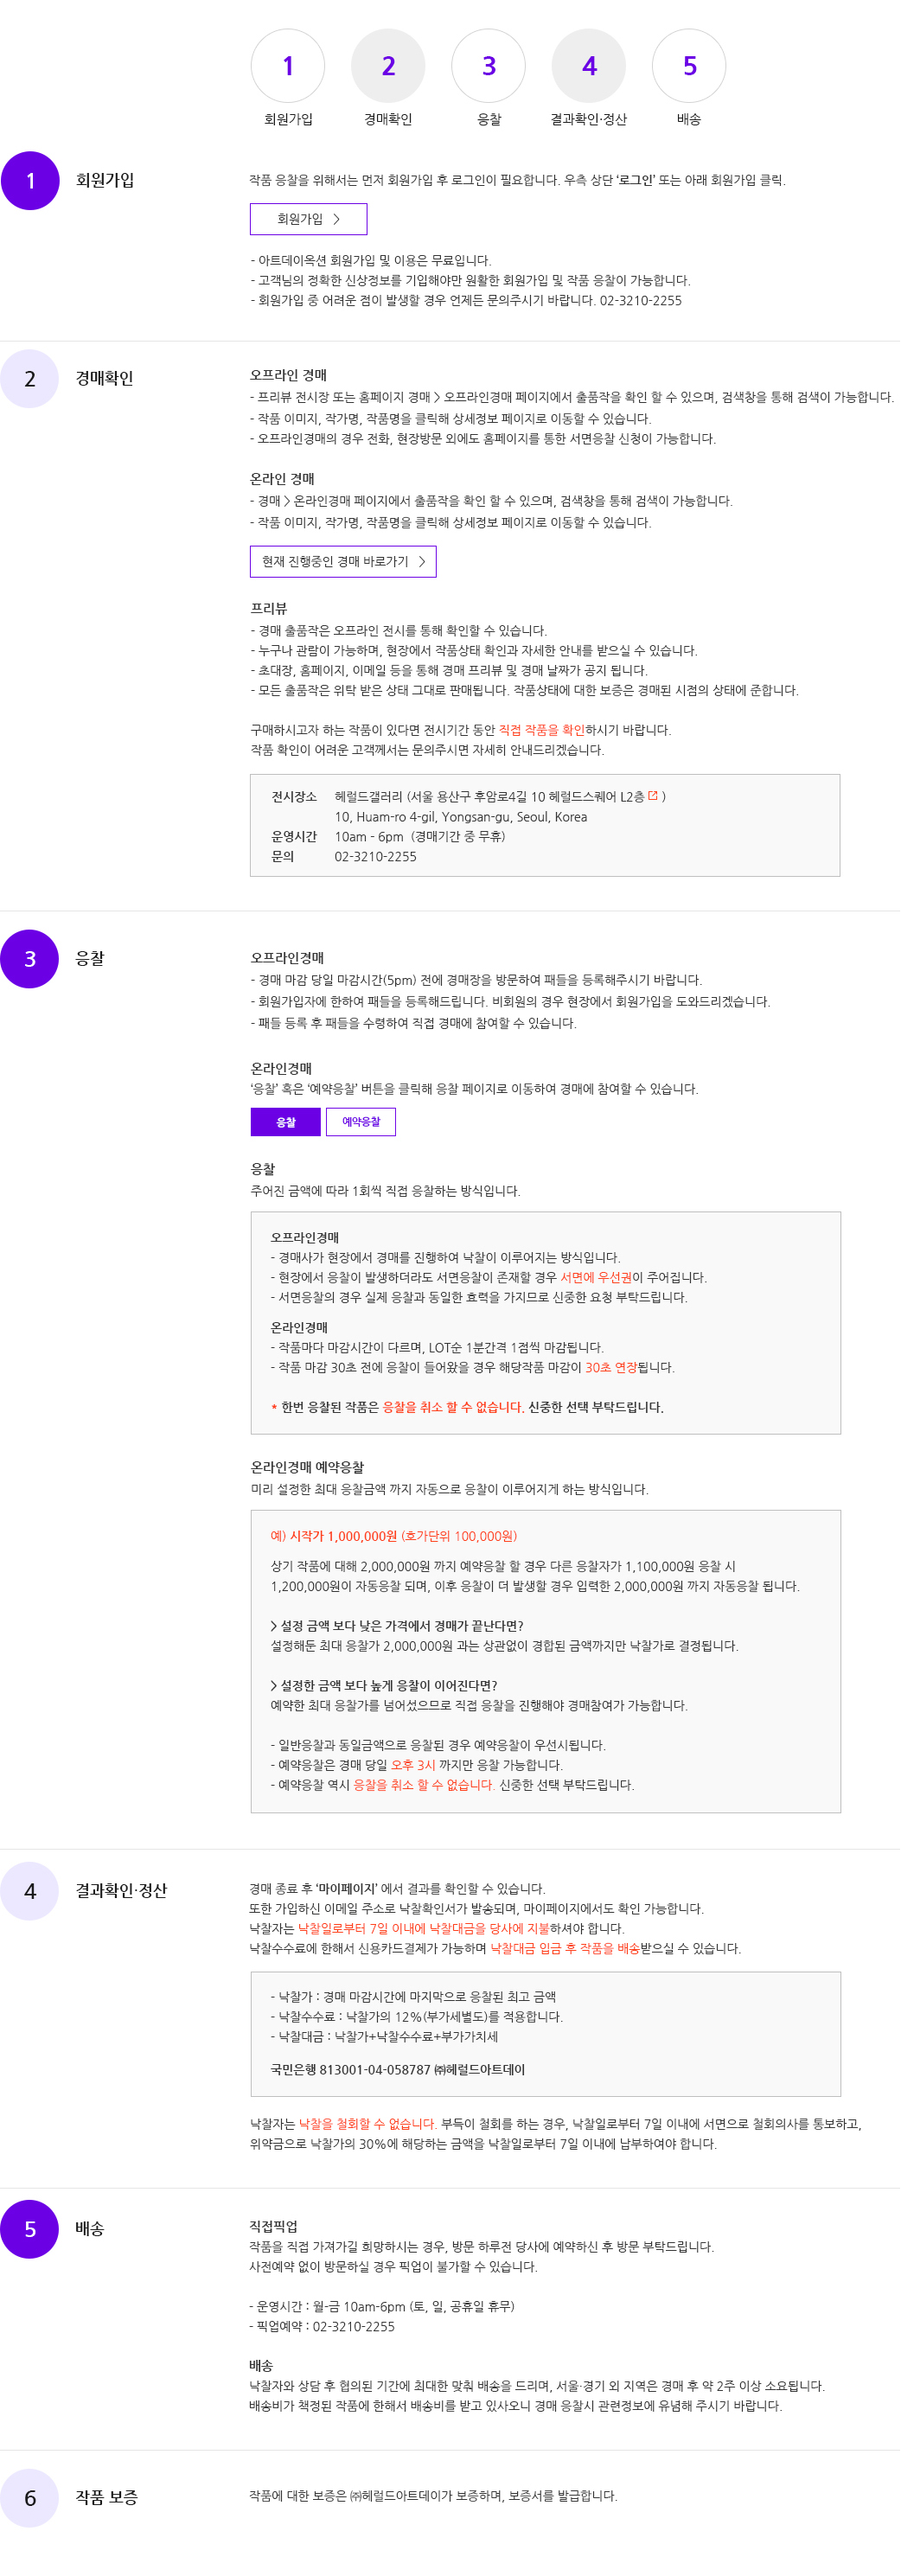 1
2
3
4
5
회원가입
경매확인
응찰
결과확인·정산
배송
1
회원가입
작품 응찰을 위해서는 먼저 회원가입 후 로그인이 필요합니다. 우측 상단 ‘로그인’ 또는 아래 회원가입 클릭.
회원가입 >
- 아트데이옥션 회원가입 및 이용은 무료입니다.
- 고객님의 정확한 신상정보를 기입해야만 원활한 회원가입 및 작품 응찰이 가능합니다.
- 회원가입 중 어려운 점이 발생할 경우 언제든 문의주시기 바랍니다. 02-3210-2255
2
경매확인
오프라인 경매
- 프리뷰 전시장 또는 홈페이지 경매 > 오프라인경매 페이지에서 출품작을 확인 할 수 있으며, 검색창을 통해 검색이 가능합니다.
- 작품 이미지, 작가명, 작품명을 클릭해 상세정보 페이지로 이동할 수 있습니다.
- 오프라인경매의 경우 전화, 현장방문 외에도 홈페이지를 통한 서면응찰 신청이 가능합니다.
온라인 경매
- 경매 > 온라인경매 페이지에서 출품작을 확인 할 수 있으며, 검색창을 통해 검색이 가능합니다.
- 작품 이미지, 작가명, 작품명을 클릭해 상세정보 페이지로 이동할 수 있습니다.
현재 진행중인 경매 바로가기 >
프리뷰
- 경매 출품작은 오프라인 전시를 통해 확인할 수 있습니다.
- 누구나 관람이 가능하며, 현장에서 작품상태 확인과 자세한 안내를 받으실 수 있습니다.
- 초대장, 홈페이지, 이메일 등을 통해 경매 프리뷰 및 경매 날짜가 공지 됩니다.
- 모든 출품작은 위탁 받은 상태 그대로 판매됩니다. 작품상태에 대한 보증은 경매된 시점의 상태에 준합니다.
구매하시고자 하는 작품이 있다면 전시기간 동안 직접 작품을 확인하시기 바랍니다.
작품 확인이 어려운 고객께서는 문의주시면 자세히 안내드리겠습니다.
전시장소 헤럴드갤러리 (서울 용산구 후암로4길 10 헤럴드스퀘어 L2층 )
10, Huam-ro 4-gil, Yongsan-gu, Seoul, Korea
운영시간 10am - 6pm (경매기간 중 무휴)
문의 02-3210-2255
3
응찰
오프라인경매
- 경매 마감 당일 마감시간(5pm) 전에 경매장을 방문하여 패들을 등록해주시기 바랍니다.
- 회원가입자에 한하여 패들을 등록해드립니다. 비회원의 경우 현장에서 회원가입을 도와드리겠습니다.
- 패들 등록 후 패들을 수령하여 직접 경매에 참여할 수 있습니다.
온라인경매
‘응찰’ 혹은 ‘예약응찰’ 버튼을 클릭해 응찰 페이지로 이동하여 경매에 참여할 수 있습니다.
응찰 예약응찰
응찰
주어진 금액에 따라 1회씩 직접 응찰하는 방식입니다.
오프라인경매
- 경매사가 현장에서 경매를 진행하여 낙찰이 이루어지는 방식입니다.
- 현장에서 응찰이 발생하더라도 서면응찰이 존재할 경우 서면에 우선권이 주어집니다.
- 서면응찰의 경우 실제 응찰과 동일한 효력을 가지므로 신중한 요청 부탁드립니다.
온라인경매
- 작품마다 마감시간이 다르며, LOT순 1분간격 1점씩 마감됩니다.
- 작품 마감 30초 전에 응찰이 들어왔을 경우 해당작품 마감이 30초 연장됩니다.
* 한번 응찰된 작품은 응찰을 취소 할 수 없습니다. 신중한 선택 부탁드립니다.
온라인경매 예약응찰
미리 설정한 최대 응찰금액 까지 자동으로 응찰이 이루어지게 하는 방식입니다.
예) 시작가 1,000,000원 (호가단위 100,000원)
상기 작품에 대해 2,000,000원 까지 예약응찰 할 경우 다른 응찰자가 1,100,000원 응찰 시
1,200,000원이 자동응찰 되며, 이후 응찰이 더 발생할 경우 입력한 2,000,000원 까지 자동응찰 됩니다.
> 설정 금액 보다 낮은 가격에서 경매가 끝난다면?
설정해둔 최대 응찰가 2,000,000원 과는 상관없이 경합된 금액까지만 낙찰가로 결정됩니다.
> 설정한 금액 보다 높게 응찰이 이어진다면?
예약한 최대 응찰가를 넘어섰으므로 직접 응찰을 진행해야 경매참여가 가능합니다.
- 일반응찰과 동일금액으로 응찰된 경우 예약응찰이 우선시됩니다.
- 예약응찰은 경매 당일 오후 3시 까지만 응찰 가능합니다.
- 예약응찰 역시 응찰을 취소 할 수 없습니다. 신중한 선택 부탁드립니다.
4
결과확인·정산
경매 종료 후 ‘마이페이지’ 에서 결과를 확인할 수 있습니다.
또한 가입하신 이메일 주소로 낙찰확인서가 발송되며, 마이페이지에서도 확인 가능합니다.
낙찰자는 낙찰일로부터 7일 이내에 낙찰대금을 당사에 지불하셔야 합니다.
낙찰수수료에 한해서 신용카드결제가 가능하며 낙찰대금 입금 후 작품을 배송받으실 수 있습니다.
- 낙찰가 : 경매 마감시간에 마지막으로 응찰된 최고 금액
- 낙찰수수료 : 낙찰가의 12%(부가세별도)를 적용합니다.
- 낙찰대금 : 낙찰가+낙찰수수료+부가가치세
국민은행 813001-04-058787 ㈜헤럴드아트데이
낙찰자는 낙찰을 철회할 수 없습니다. 부득이 철회를 하는 경우, 낙찰일로부터 7일 이내에 서면으로 철회의사를 통보하고,
위약금으로 낙찰가의 30%에 해당하는 금액을 낙찰일로부터 7일 이내에 납부하여야 합니다.
5
배송
직접픽업
작품을 직접 가져가길 희망하시는 경우, 방문 하루전 당사에 예약하신 후 방문 부탁드립니다.
사전예약 없이 방문하실 경우 픽업이 불가할 수 있습니다.
- 운영시간 : 월-금 10am-6pm (토, 일, 공휴일 휴무)
- 픽업예약 : 02-3210-2255
배송
낙찰자와 상담 후 협의된 기간에 최대한 맞춰 배송을 드리며, 서울·경기 외 지역은 경매 후 약 2주 이상 소요됩니다.
배송비가 책정된 작품에 한해서 배송비를 받고 있사오니 경매 응찰시 관련정보에 유념해 주시기 바랍니다.
6
작품 보증
작품에 대한 보증은 ㈜헤럴드아트데이가 보증하며, 보증서를 발급합니다.